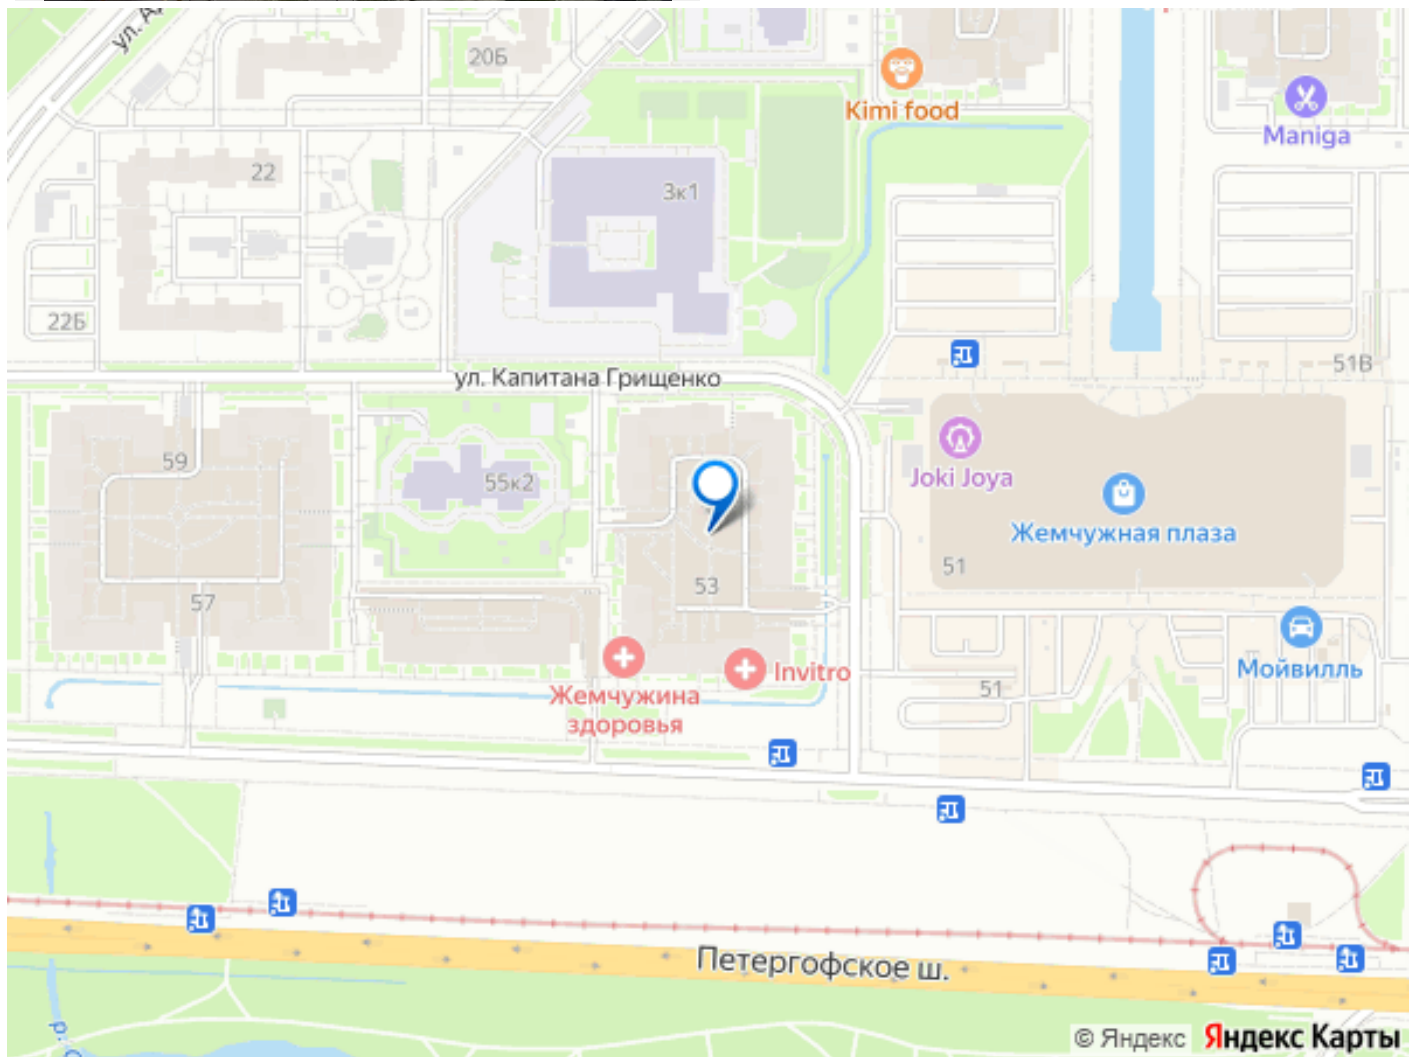 20Б
Kimi food
Maniga
22
3к1
22Б
51В
ул. Капитана Грищенко
59
55к2
Joki Joya
Жемчужная плаза
51
53
57
Мойвилль
Invitro
Жемчужина
здоровья
51
Петергофское ш.
© Яндекс Яндекс Карты